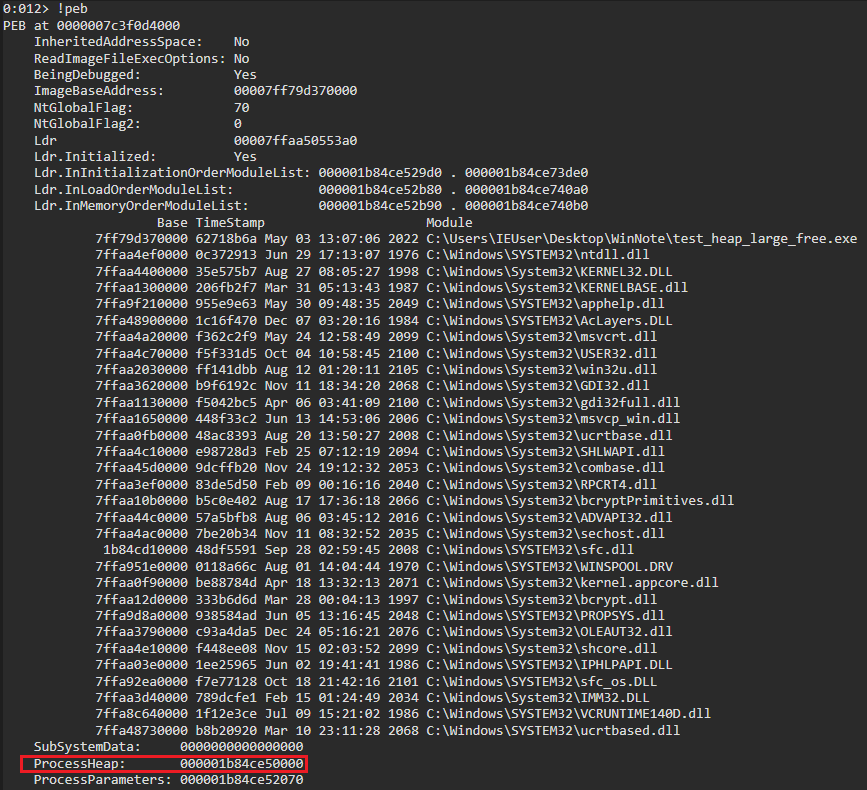 0:012> !peb
PEB at 0000007c3f0d4000
InheritedAddressSpace: No
ReadImageFileExecOptions: No
BeingDebugged: Yes
ImageBaseAddress: 00007ff79d370000
NtGlobalFlag: 70
NtGlobalFlag2: 0
Ldr 00007ffaa50553a0
Ldr.Initialized: Yes
Ldr.InInitializationOrderModuleList: 000001b84ce529d0 . 000001b84ce73de0
Ldr.InLoadOrderModuleList: 000001b84ce52b80 . 000001b84ce740a0
Ldr.InMemoryOrderModuleList: 000001b84ce52b90 . 000001b84ce740b0
Base TimeStamp Module
7ff79d370000 62718b6a May 03 13:07:06 2022 C:\Users\IEUser\Desktop\WinNote\test_heap_large_free.exe
7ffaa4ef0000 0c372913 Jun 29 17:13:07 1976 C:\Windows\SYSTEM32\ntdll.dll
7ffaa4400000 35e575b7 Aug 27 08:05:27 1998 C:\Windows\System32\KERNEL32.DLL
7ffaa1300000 206fb2f7 Mar 31 05:13:43 1987 C:\Windows\System32\KERNELBASE.dll
7ffa9f210000 955e9e63 May 30 09:48:35 2049 C:\Windows\SYSTEM32\apphelp.dll
7ffa48900000 1c16f470 Dec 07 03:20:16 1984 C:\Windows\SYSTEM32\AcLayers.DLL
7ffaa4a20000 f362c2f9 May 24 12:58:49 2099 C:\Windows\System32\msvcrt.dll
7ffaa4c70000 f5f331d5 Oct 04 10:58:45 2100 C:\Windows\System32\USER32.dll
7ffaa2030000 ff141dbb Aug 12 01:20:11 2105 C:\Windows\System32\win32u.dll
7ffaa3620000 b9f6192c Nov 11 18:34:20 2068 C:\Windows\System32\GDI32.dll
7ffaa1130000 f5042bc5 Apr 06 03:41:09 2100 C:\Windows\System32\gdi32full.dll
7ffaa1650000 448f33c2 Jun 13 14:53:06 2006 C:\Windows\System32\msvcp_win.dll
7ffaa0fb0000 48ac8393 Aug 20 13:50:27 2008 C:\Windows\System32\ucrtbase.dll
7ffaa4c10000 e98728d3 Feb 25 07:12:19 2094 C:\Windows\System32\SHLWAPI.dll
7ffaa45d0000 9dcffb20 Nov 24 19:12:32 2053 C:\Windows\System32\combase.dll
7ffaa3ef0000 83de5d50 Feb 09 00:16:16 2040 C:\Windows\System32\RPCRT4.dll
7ffaa10b0000 b5c0e402 Aug 17 17:36:18 2066 C:\Windows\System32\bcryptPrimitives.dll
7ffaa44c0000 57a5bfb8 Aug 06 03:45:12 2016 C:\Windows\System32\ADVAPI32.dll
7ffaa4ac0000 7be20b34 Nov 11 08:32:52 2035 C:\Windows\System32\sechost.dll
1b84cd10000 48df5591 Sep 28 02:59:45 2008 C:\Windows\SYSTEM32\sfc.dll
7ffa951e0000 0118a66c Aug 01 14:04:44 1970 C:\Windows\SYSTEM32\WINSPOOL.DRV
7ffaa0f90000 be88784d Apr 18 13:32:13 2071 C:\Windows\SYSTEM32\kernel.appcore.dll
7ffaa12d0000 333b6d6d Mar 28 00:04:13 1997 C:\Windows\System32\bcrypt.dll
7ffa9d8a0000 938584ad Jun 05 13:16:45 2048 C:\Windows\SYSTEM32\PROPSYS.dll
7ffaa3790000 c93a4da5 Dec 24 05:16:21 2076 C:\Windows\System32\OLEAUT32.dll
7ffaa4e10000 f448ee08 Nov 15 02:03:52 2099 C:\Windows\System32\shcore.dll
7ffaa03e0000 1ee25965 Jun 02 19:41:41 1986 C:\Windows\SYSTEM32\IPHLPAPI.DLL
7ffa92ea0000 f7e77128 Oct 18 21:42:16 2101 C:\Windows\SYSTEM32\sfc_os.DLL
7ffaa3d40000 789dcfe1 Feb 15 01:24:49 2034 C:\Windows\System32\IMM32.DLL
7ffa8c640000 1f12e3ce Jul 09 15:21:02 1986 C:\Windows\SYSTEM32\VCRUNTIME140D.dll
7ffa48730000 b8b20920 Mar 10 23:11:28 2068 C:\Windows\SYSTEM32\ucrtbased.dll
SubSystemData: 0000000000000000
ProcessHeap: 000001b84ce50000
ProcessParameters: 000001b84ce52070